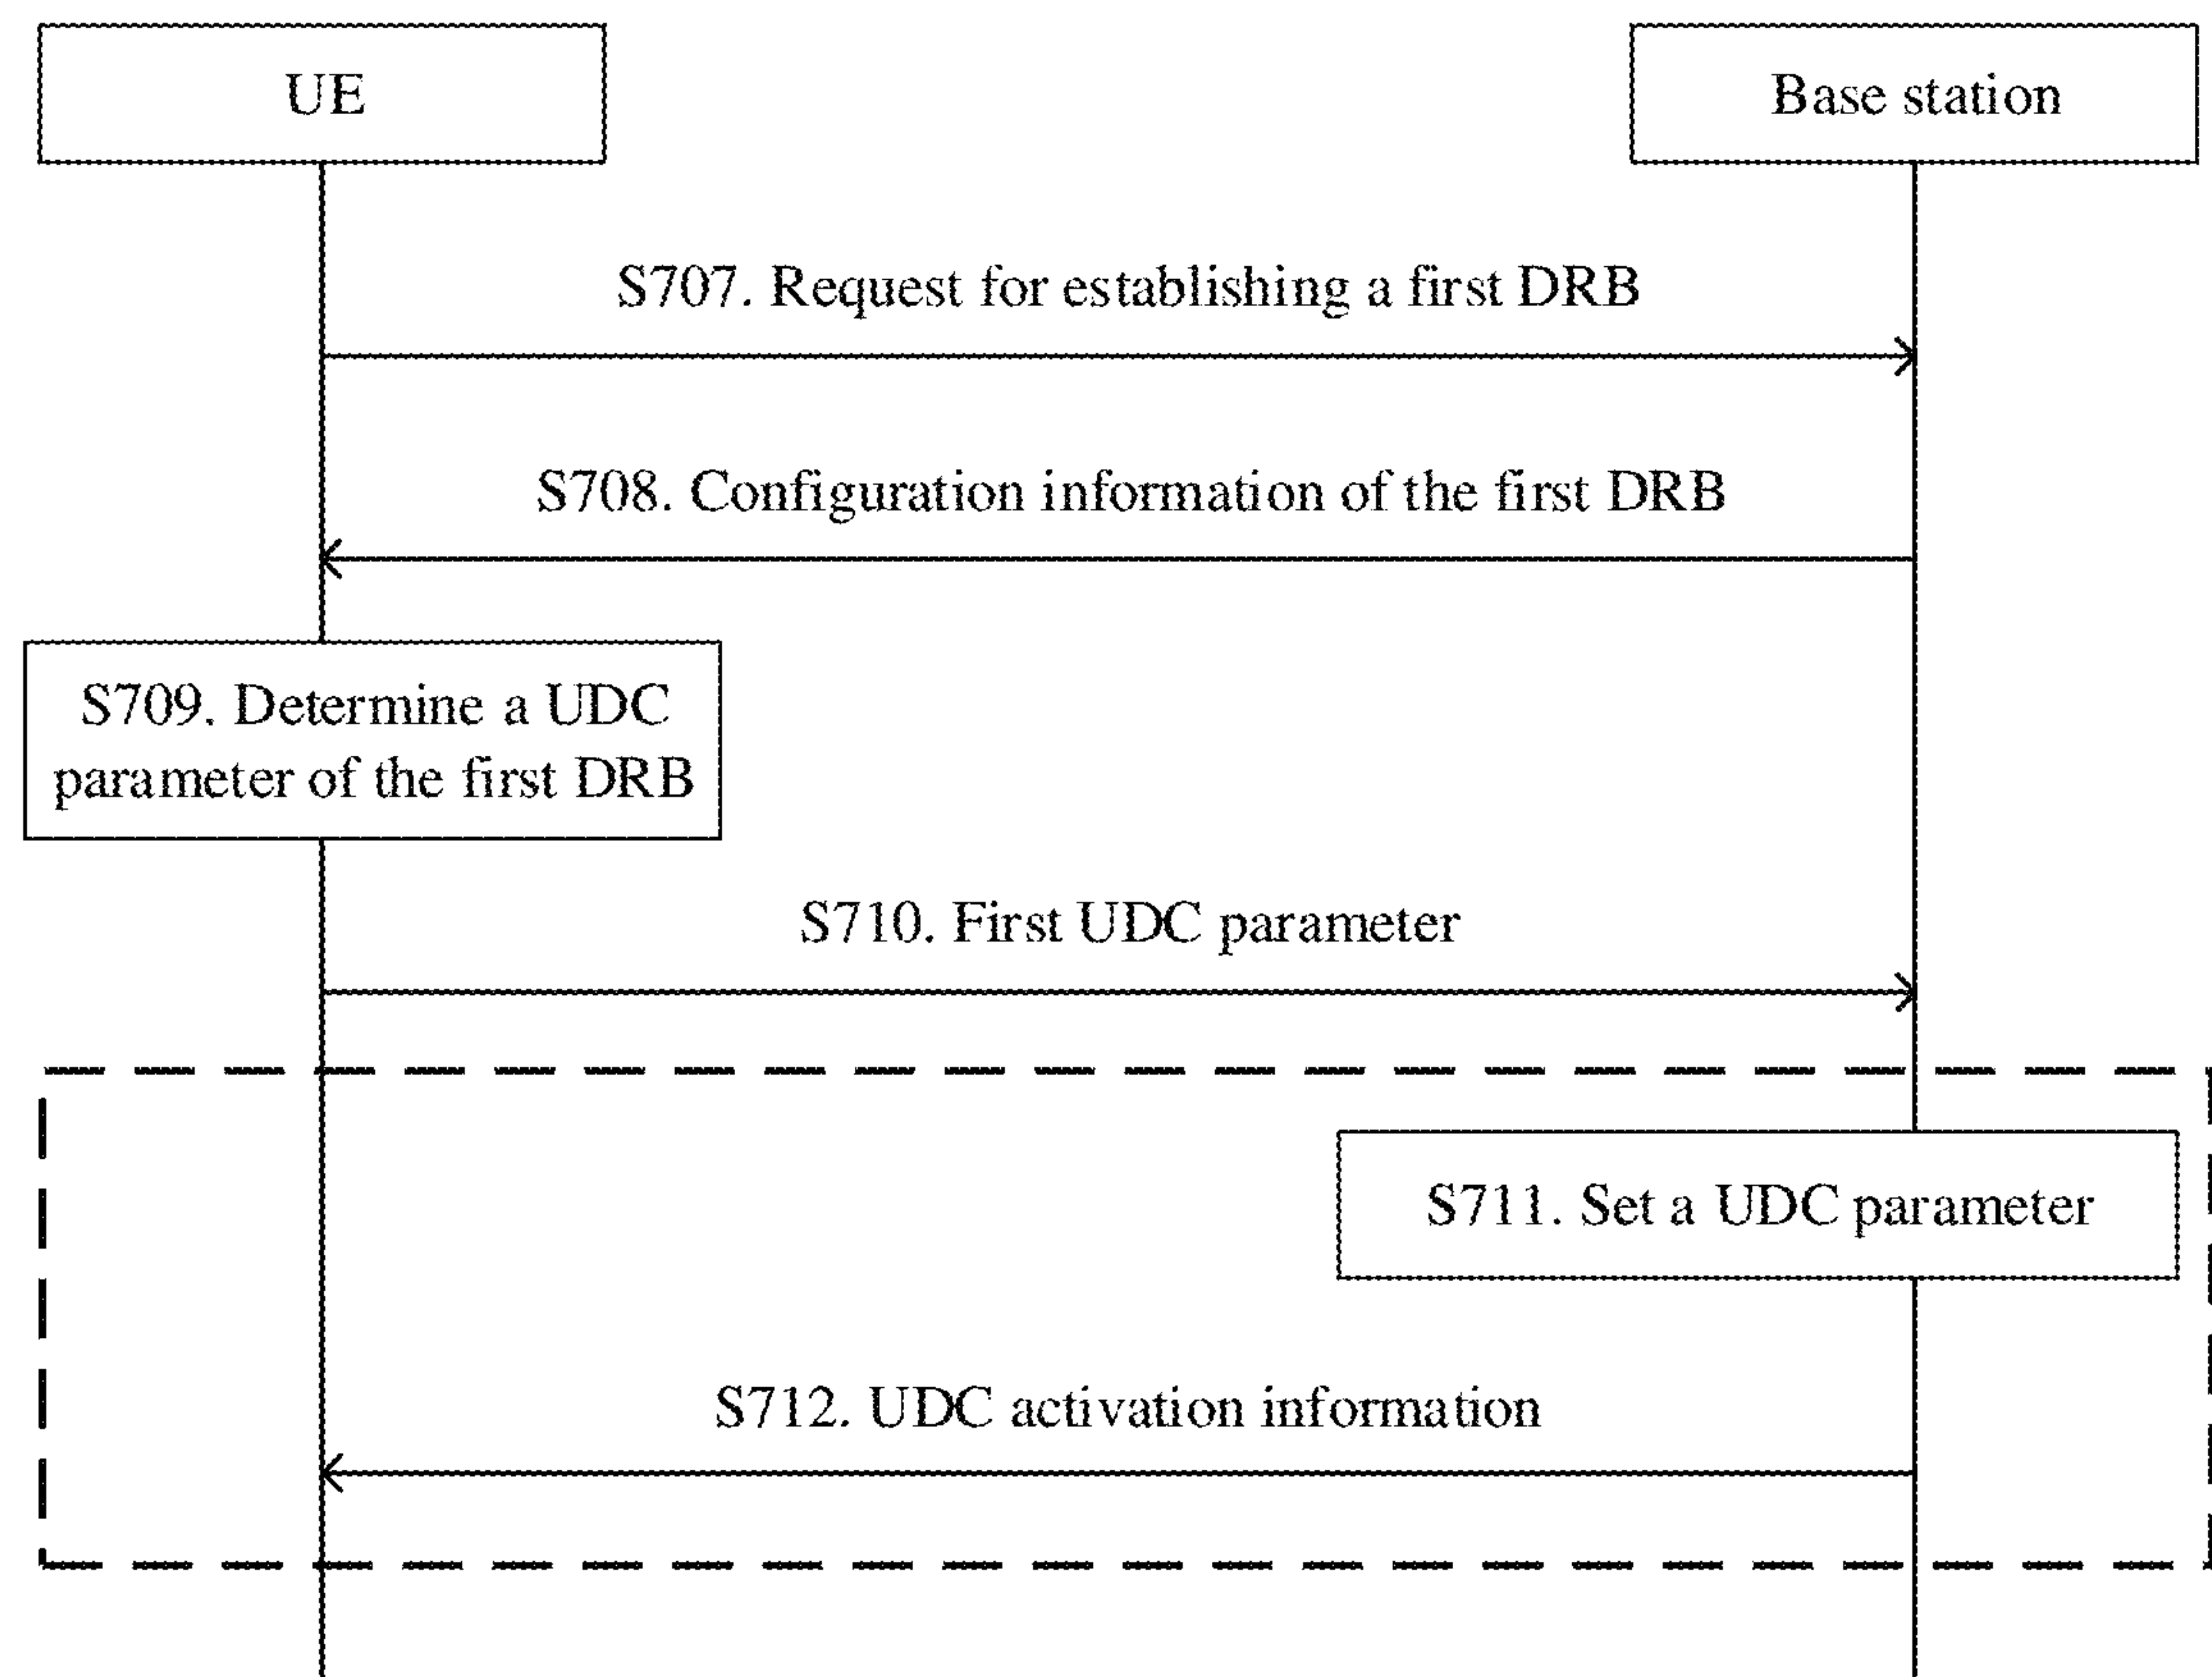 UE
Base station
S707. Request for establishing a first DRB
S708. Configuration information of the first DRB
S709. Determine a UDC
parameter of the first DRB
S710. First UDC parameter
S711. Set a UDC parameter
S712. UDC activation information